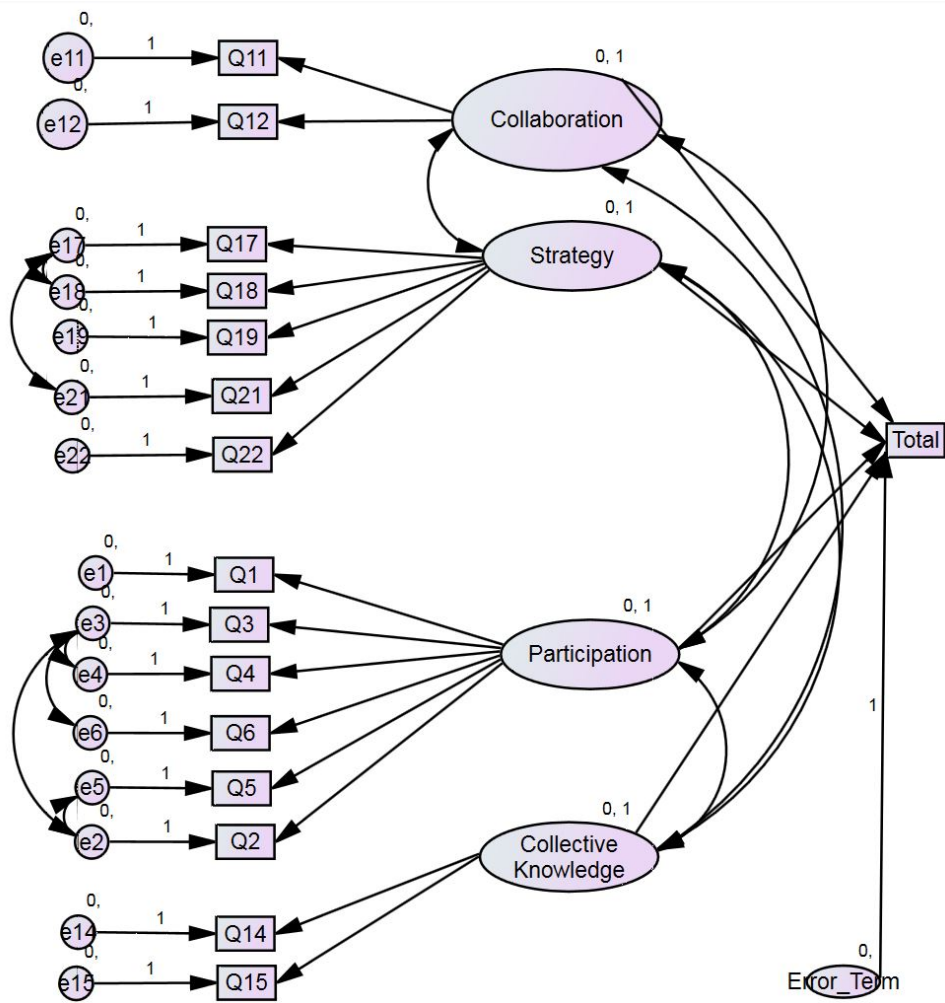 0,
e11
1
Q11
0, 1
0,
e12
1
Q12
Collaboration
0,
e17
1
Q17
0, 1
Strategy
0,
e18
1
Q18
0,
e19
1
Q19
0,
e21
1
Q21
0,
e22
1
Q22
Total
0,
e1
1
Q1
0,
e3
1
Q3
0, 1
Participation
0,
e4
1
Q4
0,
e6
1
Q6
1
0,
e5
1
Q5
0,
e2
1
Q2
0, 1
Collective
Knowledge
0,
e14
1
Q14
0,
e15
1
Q15
0,
Error_Term